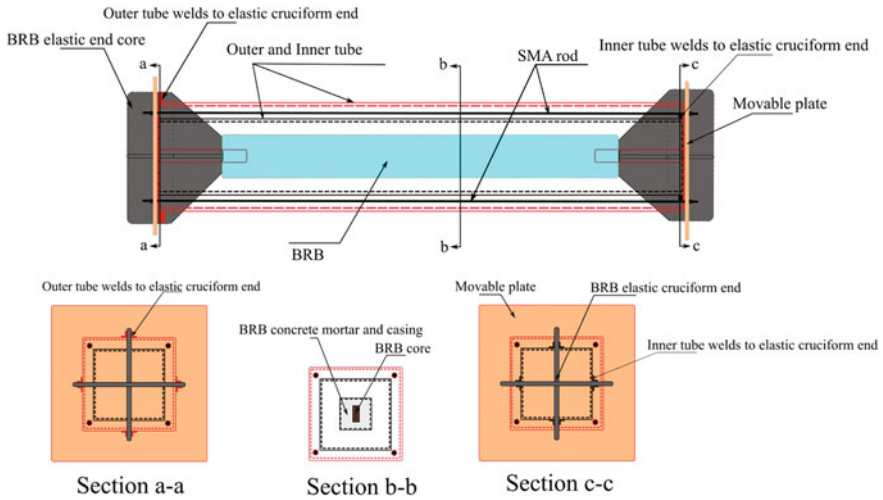 Outer tube welds to elastic cruciform end
BRB elastic end core
a
Outer and Inner tube
b
SMA rod
Inner tube welds to elastic cruciform end
c
Movable plate
a
BRB
b
c
Outer tube welds to elastic cruciform end
BRB concrete mortar and casing
BRB core
Movable plate
BRB elastic cruciform end
Inner tube welds to elastic cruciform end
Section a-a
Section b-b
Section c-c